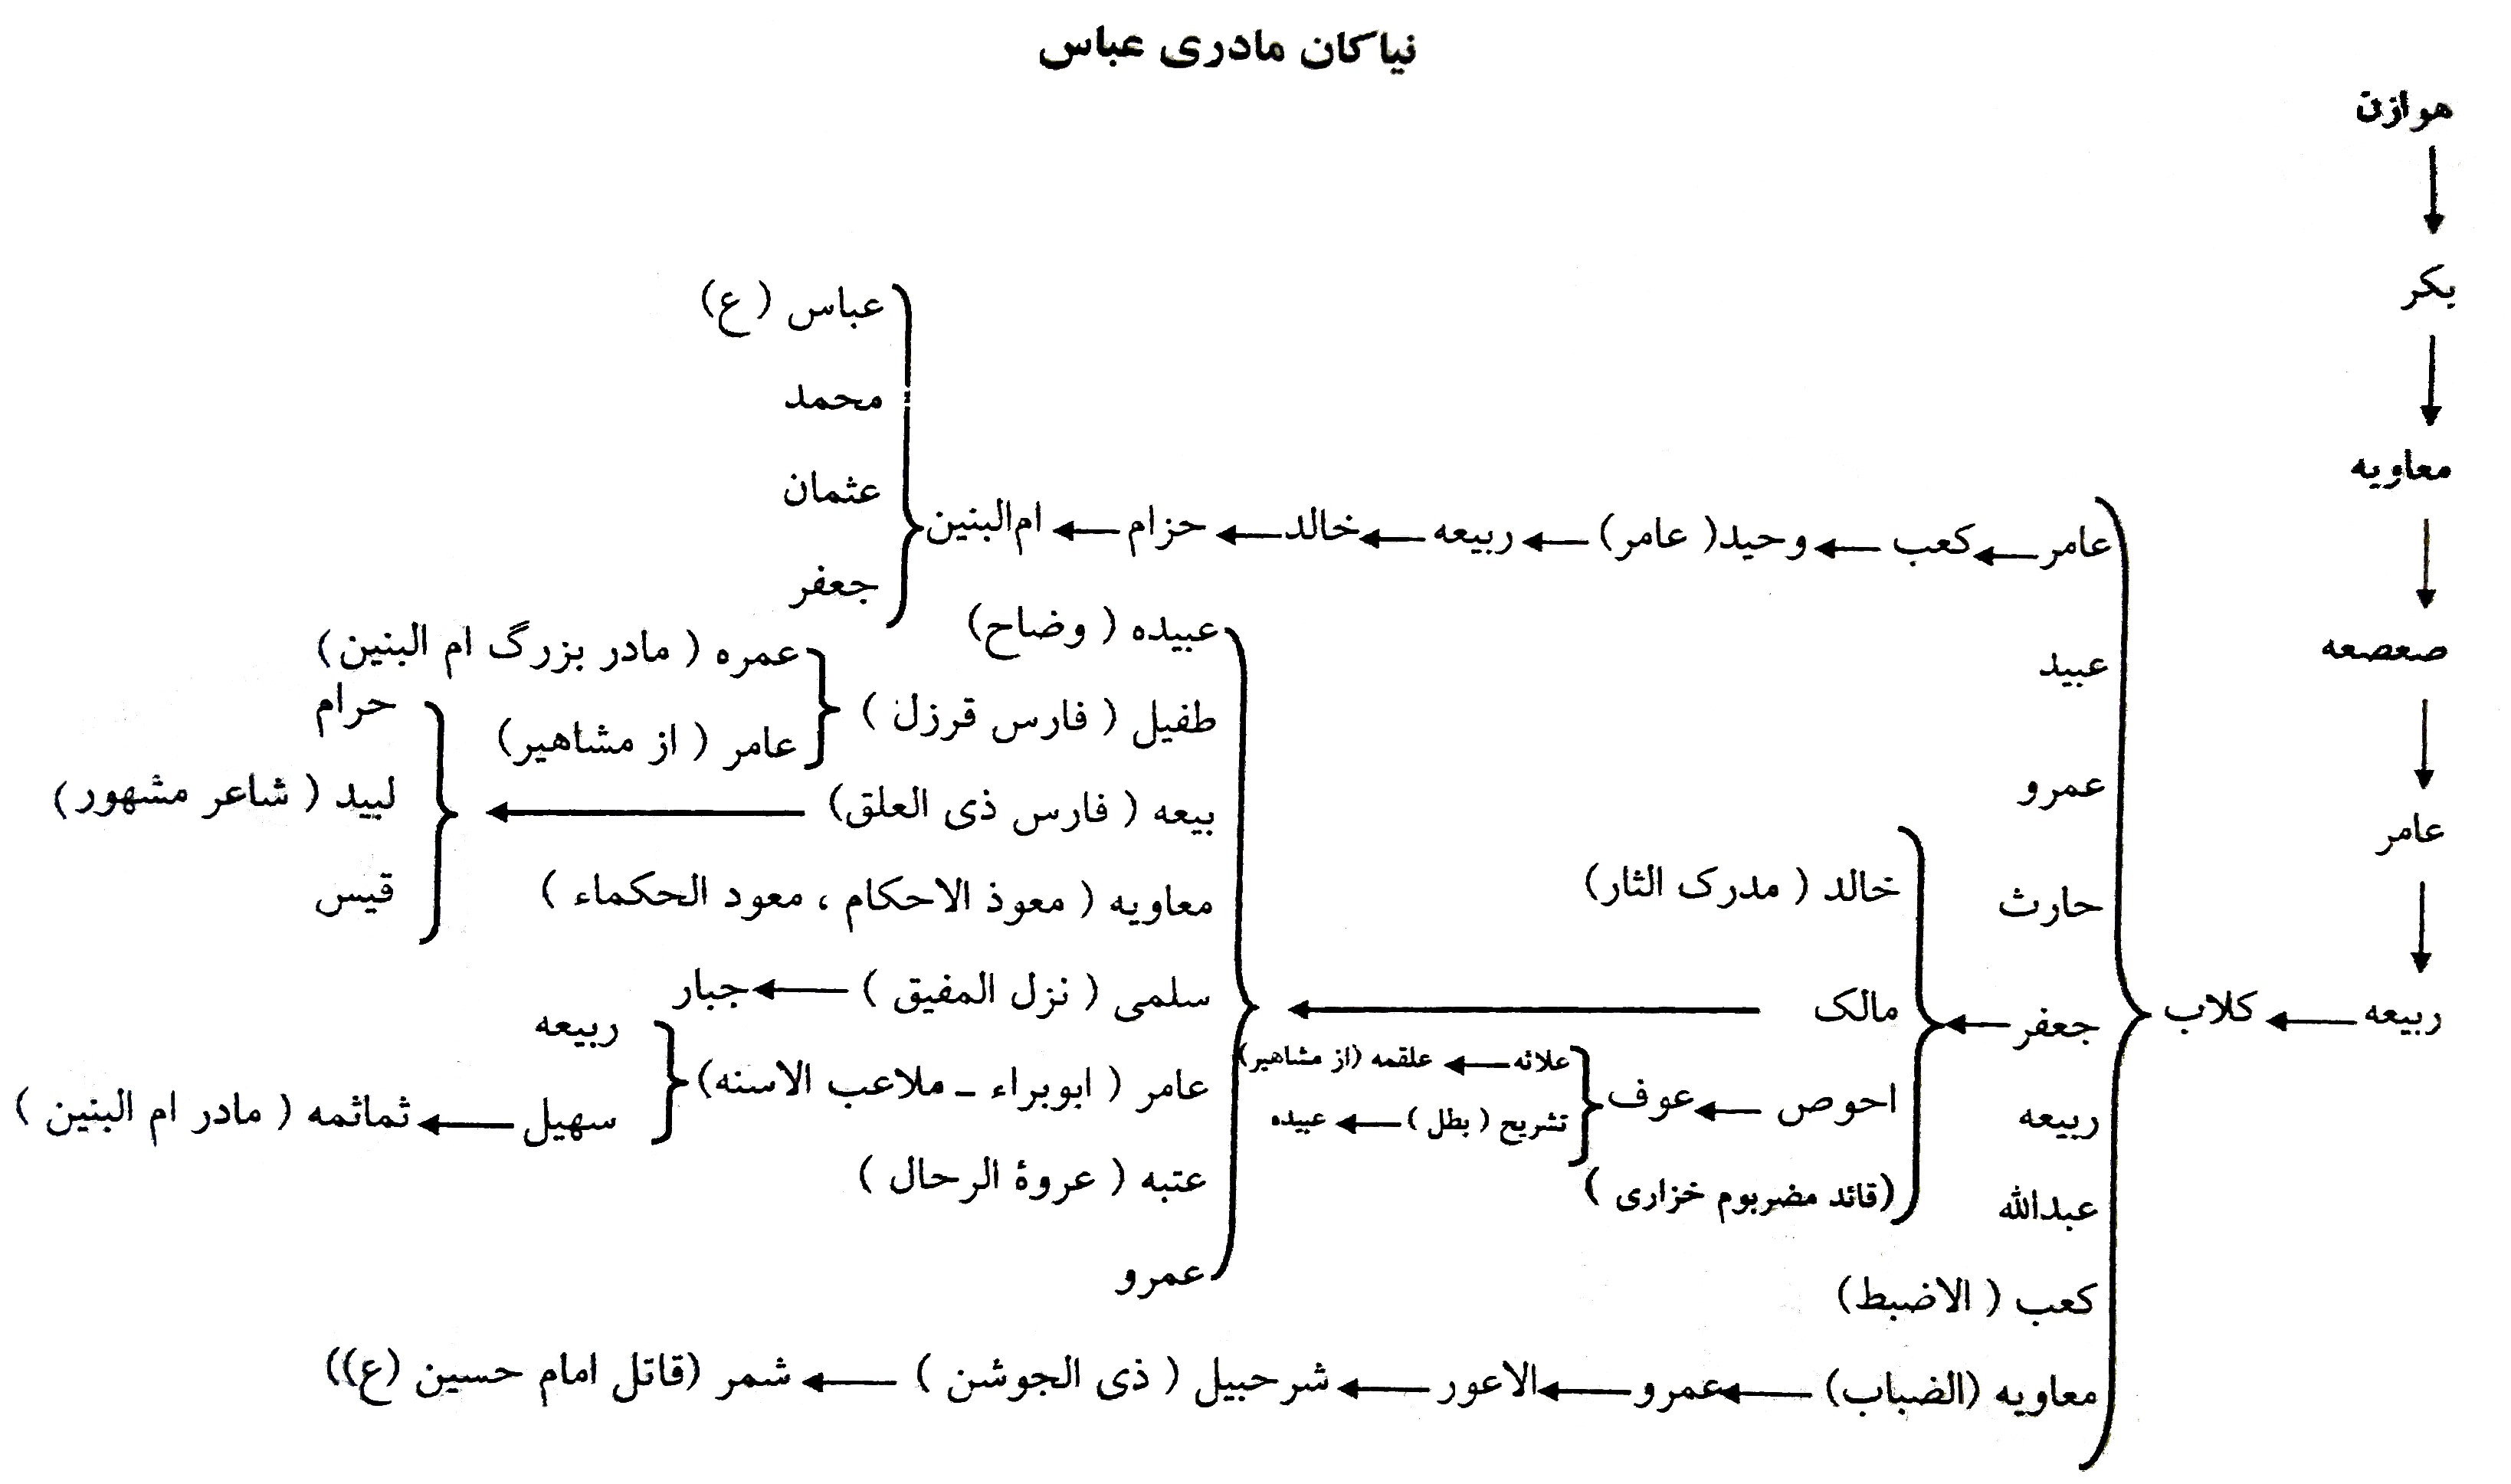 نیاکان مادری عباس
هوازن
بکر
معاویه
صعصعه
عامر
ربیعه ← کلاب
عامر ← کعب ← وحید (عامر) ← ربیعه ← خالد ← حزام ← ام‌البنین
عباس (ع)
محمد
عثمان
جعفر
عبید
عمرو
حارث
جعفر
ربیعه
عبدالله
کعب (الاضبط)
معاویه (الضباب) ← عمرو ← الاعور ← شرحبیل (ذی الجوشن) ← شمر (قاتل امام حسین (ع))
خالد (مدرک الثار)
مالک
احوص ← عوف
(قائد مضربوم خزاری)
علاثه ← علقمه (از مشاهیر)
تشریح (بطل) ← عبیده
عبیده (وضاح)
طفیل (فارس قرزل)
عمره (مادر بزرگ ام البنین)
عامر (از مشاهیر)
بیعه (فارس ذی العلق)
حرام
لبید (شاعر مشهور)
قیس
معاویه (معوذ الاحکام، معود الحکماء)
سلمی (نزل المفیق) ← جبار
عامر (ابوبراء - ملاعب الاسنه)
ربیعه
سهیل ← ثماثمه (مادر ام البنین)
عتبه (عروة الرحال)
عمرو